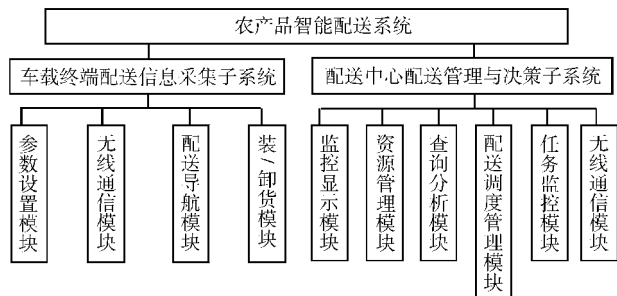 农产品智能配送系统
车载终端配送信息采集子系统
配送中心配送管理与决策子系统
参数设置模块
无线通信模块
配送导航模块
装/卸货模块
监控显示模块
资源管理模块
查询分析模块
配送调度管理模块
任务监控模块
无线通信模块